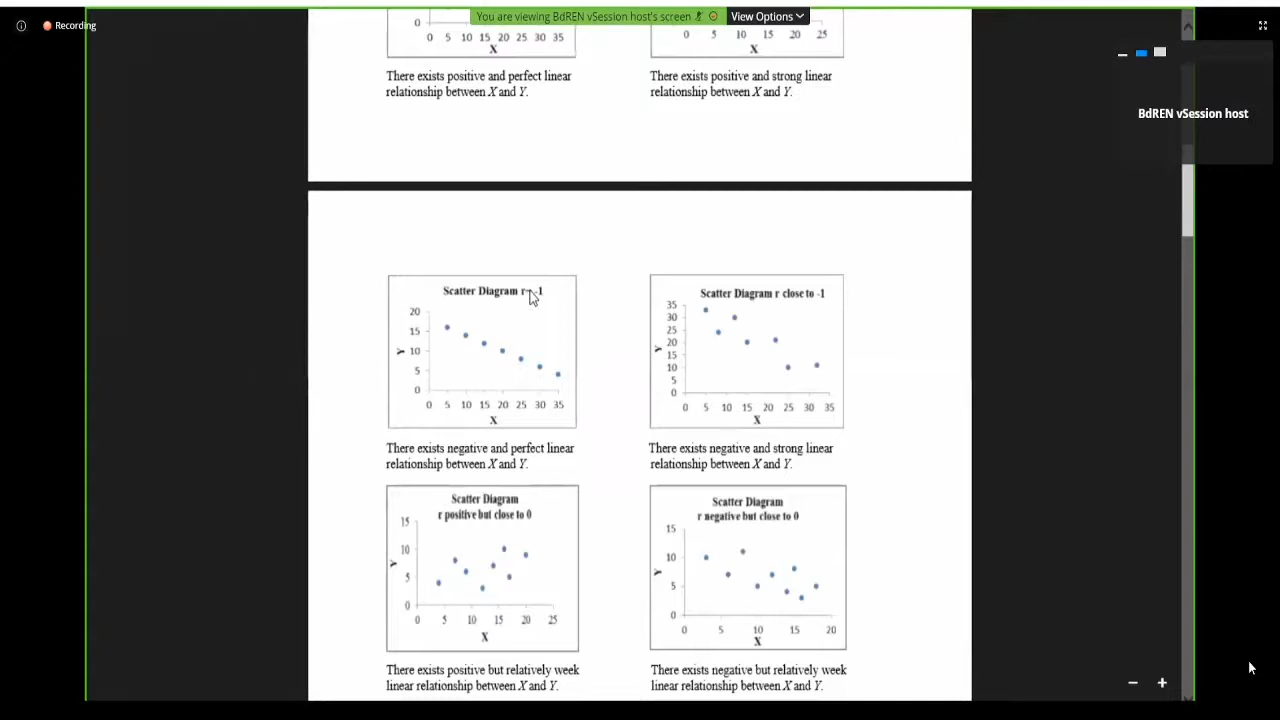 You are viewing BdREN vSession host's screen
View Options
Recording
0
0 5 10 15 20 25 30 35
X
0 5 10 15 20 25
X
There exists positive and perfect linear
relationship between X and Y.
There exists positive and strong linear
relationship between X and Y.
BdREN vSession host
Scatter Diagram r=-1
20
15
10
5
0
Y
0 5 10 15 20 25 30 35
X
Scatter Diagram r close to -1
35
30
25
20
15
10
5
0
Y
0 5 10 15 20 25 30 35
X
There exists negative and perfect linear
relationship between X and Y.
There exists negative and strong linear
relationship between X and Y.
Scatter Diagram
r positive but close to 0
15
10
5
0
Y
0 5 10 15 20 25
X
Scatter Diagram
r negative but close to 0
15
10
5
0
Y
0 5 10 15 20
X
There exists positive but relatively week
linear relationship between X and Y.
There exists negative but relatively week
linear relationship between X and Y.